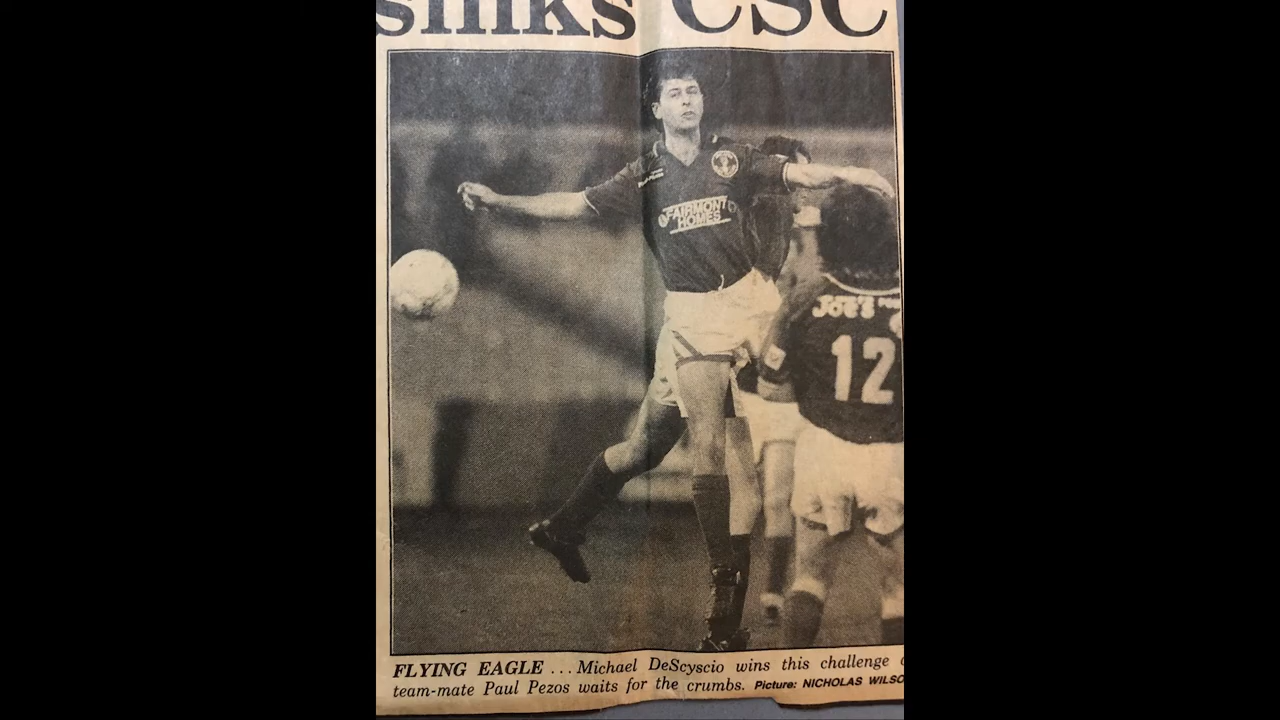 sinks CSC
FAIRMONT
HOMES
JOE'S
12
FLYING EAGLE ... Michael DeScyscio wins this challenge
team-mate Paul Pezos waits for the crumbs. Picture: NICHOLAS WILSO